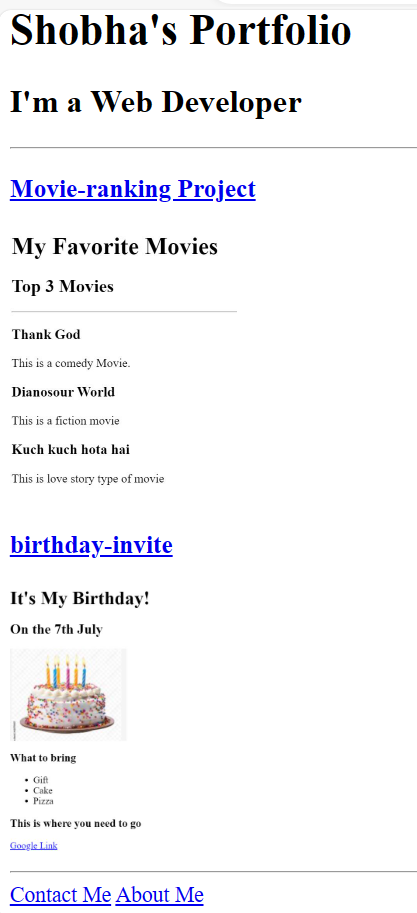 Shobha's Portfolio
I'm a Web Developer
Movie-ranking Project
My Favorite Movies
Top 3 Movies
Thank God
This is a comedy Movie.
Dianosour World
This is a fiction movie
Kuch kuch hota hai
This is love story type of movie
birthday-invite
It's My Birthday!
On the 7th July
What to bring
• Gift
• Cake
• Pizza
This is where you need to go
Google Link
Contact Me About Me